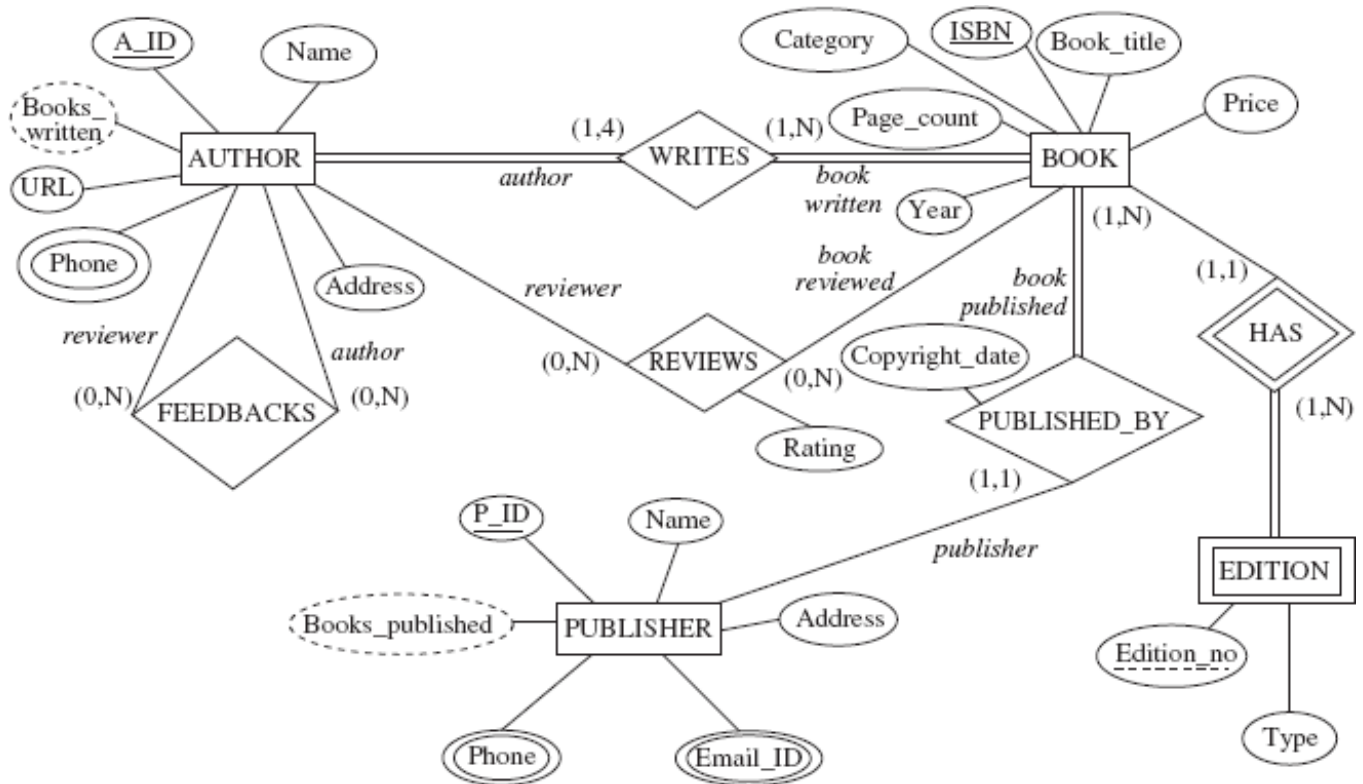 A_ID
Name
Category
ISBN
Book_title
Books_
written
Page_count
Price
(1,4)
(1,N)
AUTHOR
WRITES
BOOK
author
URL
book
written
Year
(1,N)
Phone
Address
reviewer
book
reviewed
book
published
(1,1)
HAS
reviewer
author
(0,N)
REVIEWS
(0,N)
Copyright_date
(0,N)
FEEDBACKS
(0,N)
PUBLISHED_BY
(1,N)
Rating
(1,1)
P_ID
Name
publisher
EDITION
Books_published
PUBLISHER
Address
Edition_no
Phone
Email_ID
Type